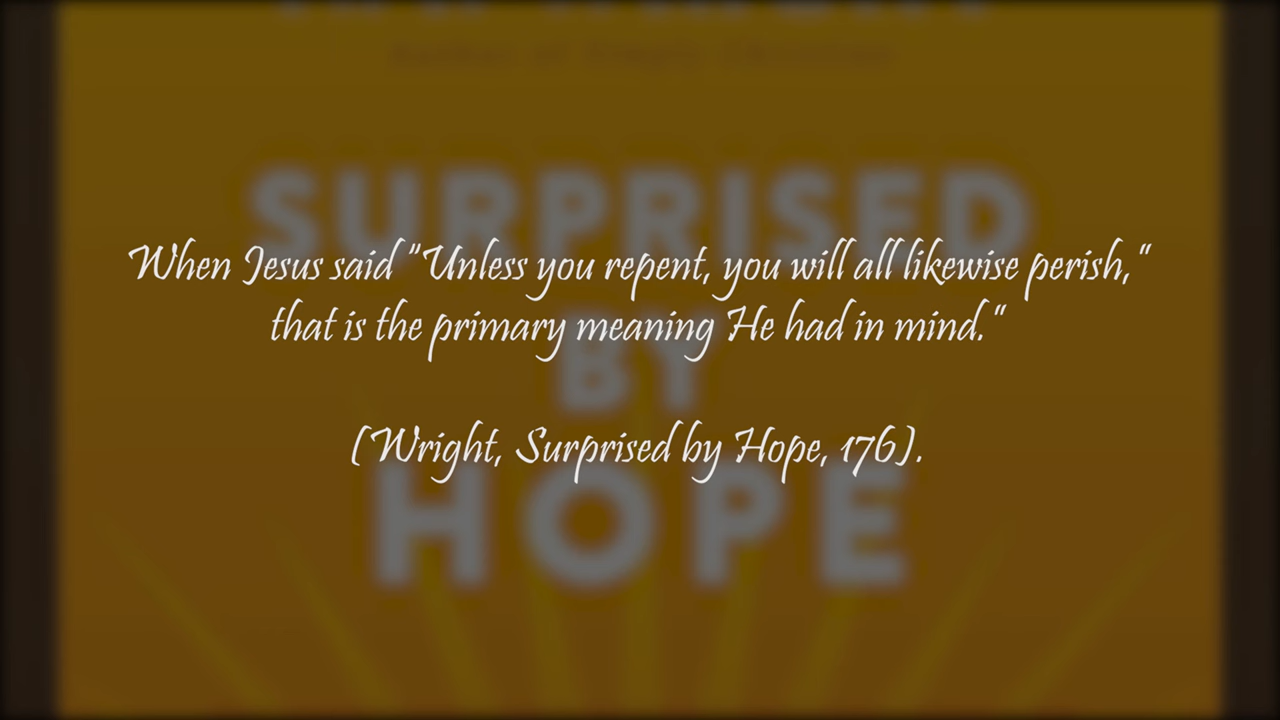 SURPRISED
When Jesus said "Unless you repent, you will all likewise perish,"
that is the primary meaning He had in mind."
BY
(Wright, Surprised by Hope, 176).
HOPE